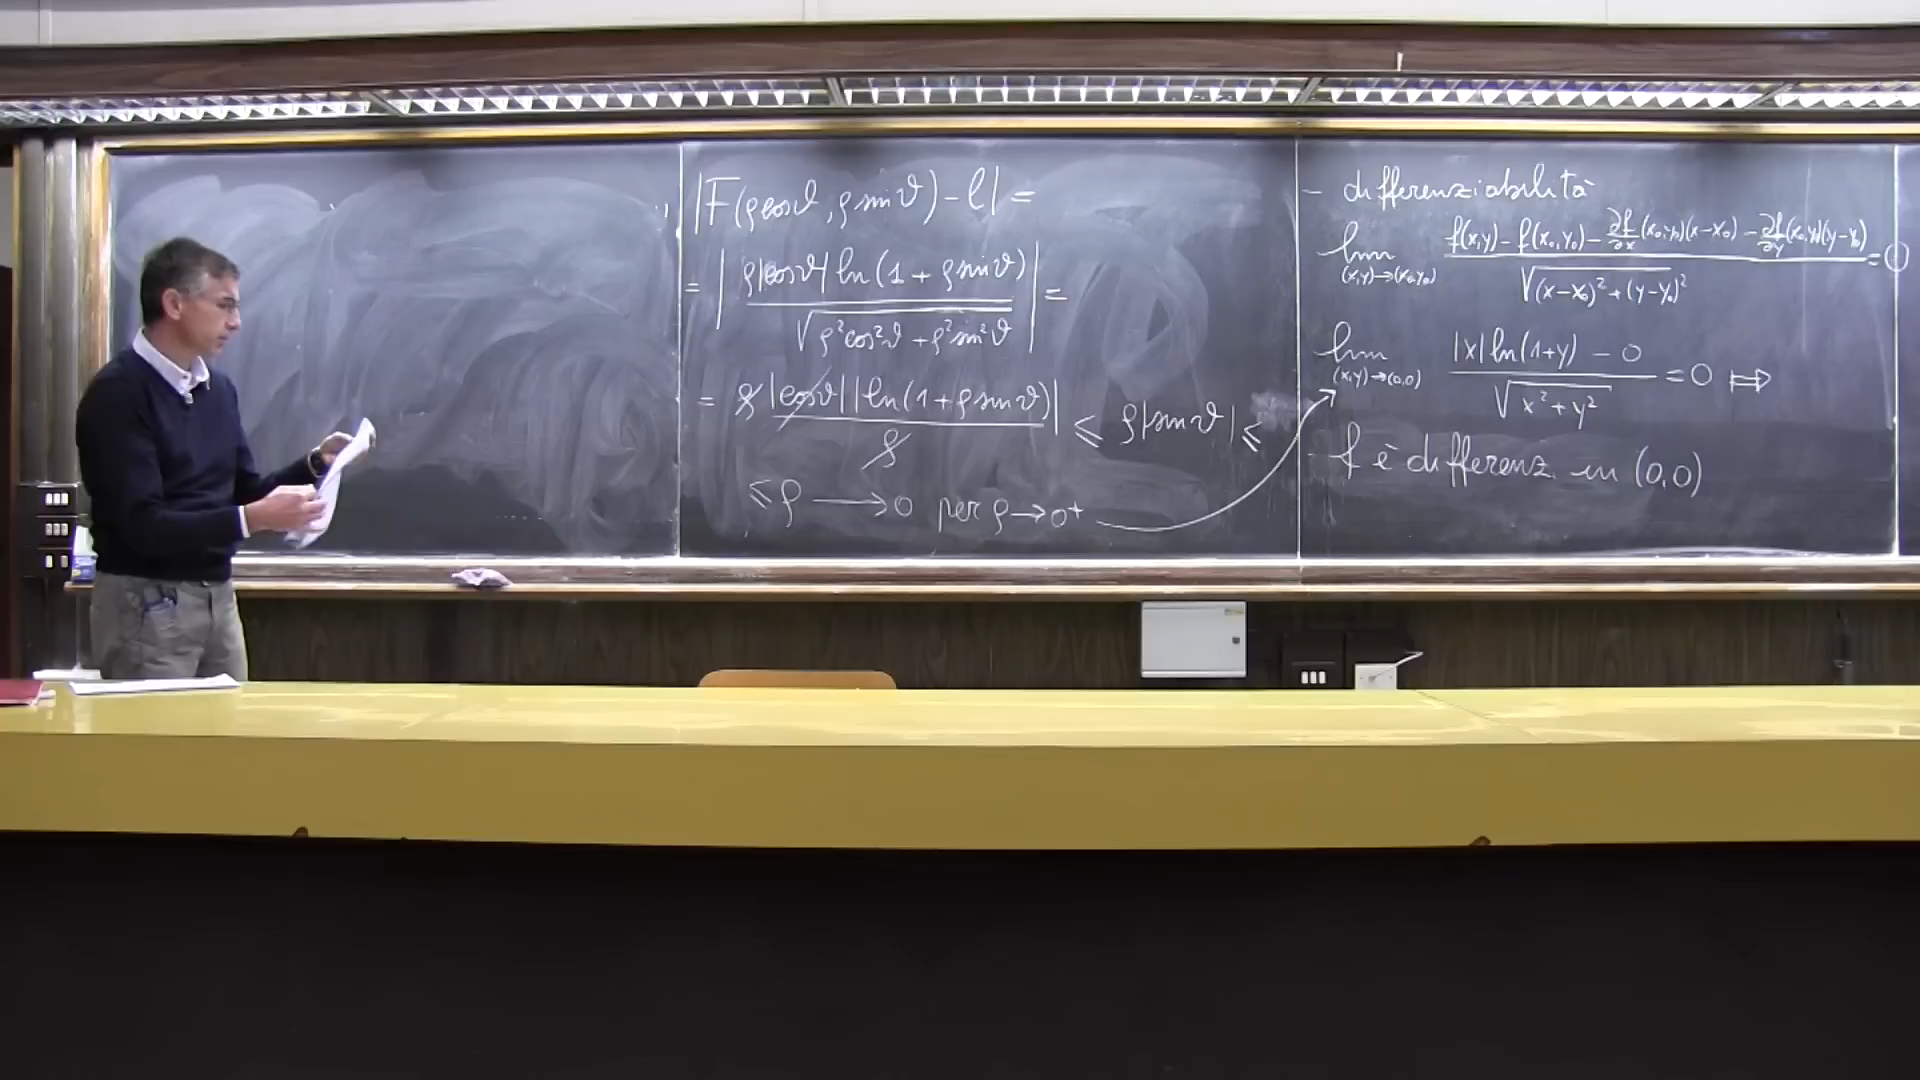 |F(ρcosϑ, ρsinϑ) - l| =
= | ρ|cosϑ| ln(1 + ρsinϑ) / √(ρ²cos²ϑ + ρ²sin²ϑ) | =
= ρ|cosϑ| |ln(1 + ρsinϑ)| / ρ ≤ ρ|sinϑ| ≤
≤ ρ → 0 per ρ → 0⁺
- differenziabilità
lim (x,y)→(x₀,y₀) f(x,y) - f(x₀,y₀) - ∂f/∂x (x₀,y₀)(x-x₀) - ∂f/∂y (x₀,y₀)(y-y₀) / √((x-x₀)² + (y-y₀)²) = 0
lim (x,y)→(0,0) |x| ln(1+y) - 0 / √(x² + y²) = 0 ⟹
f è differenz in (0,0)